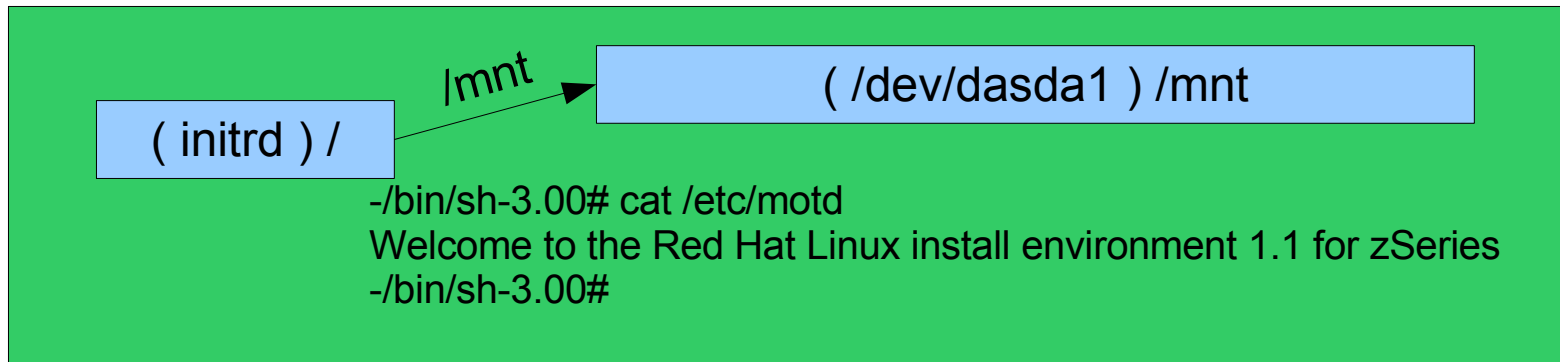 /mnt
( /dev/dasda1 ) /mnt
( initrd ) /
-/bin/sh-3.00# cat /etc/motd
Welcome to the Red Hat Linux install environment 1.1 for zSeries
-/bin/sh-3.00#